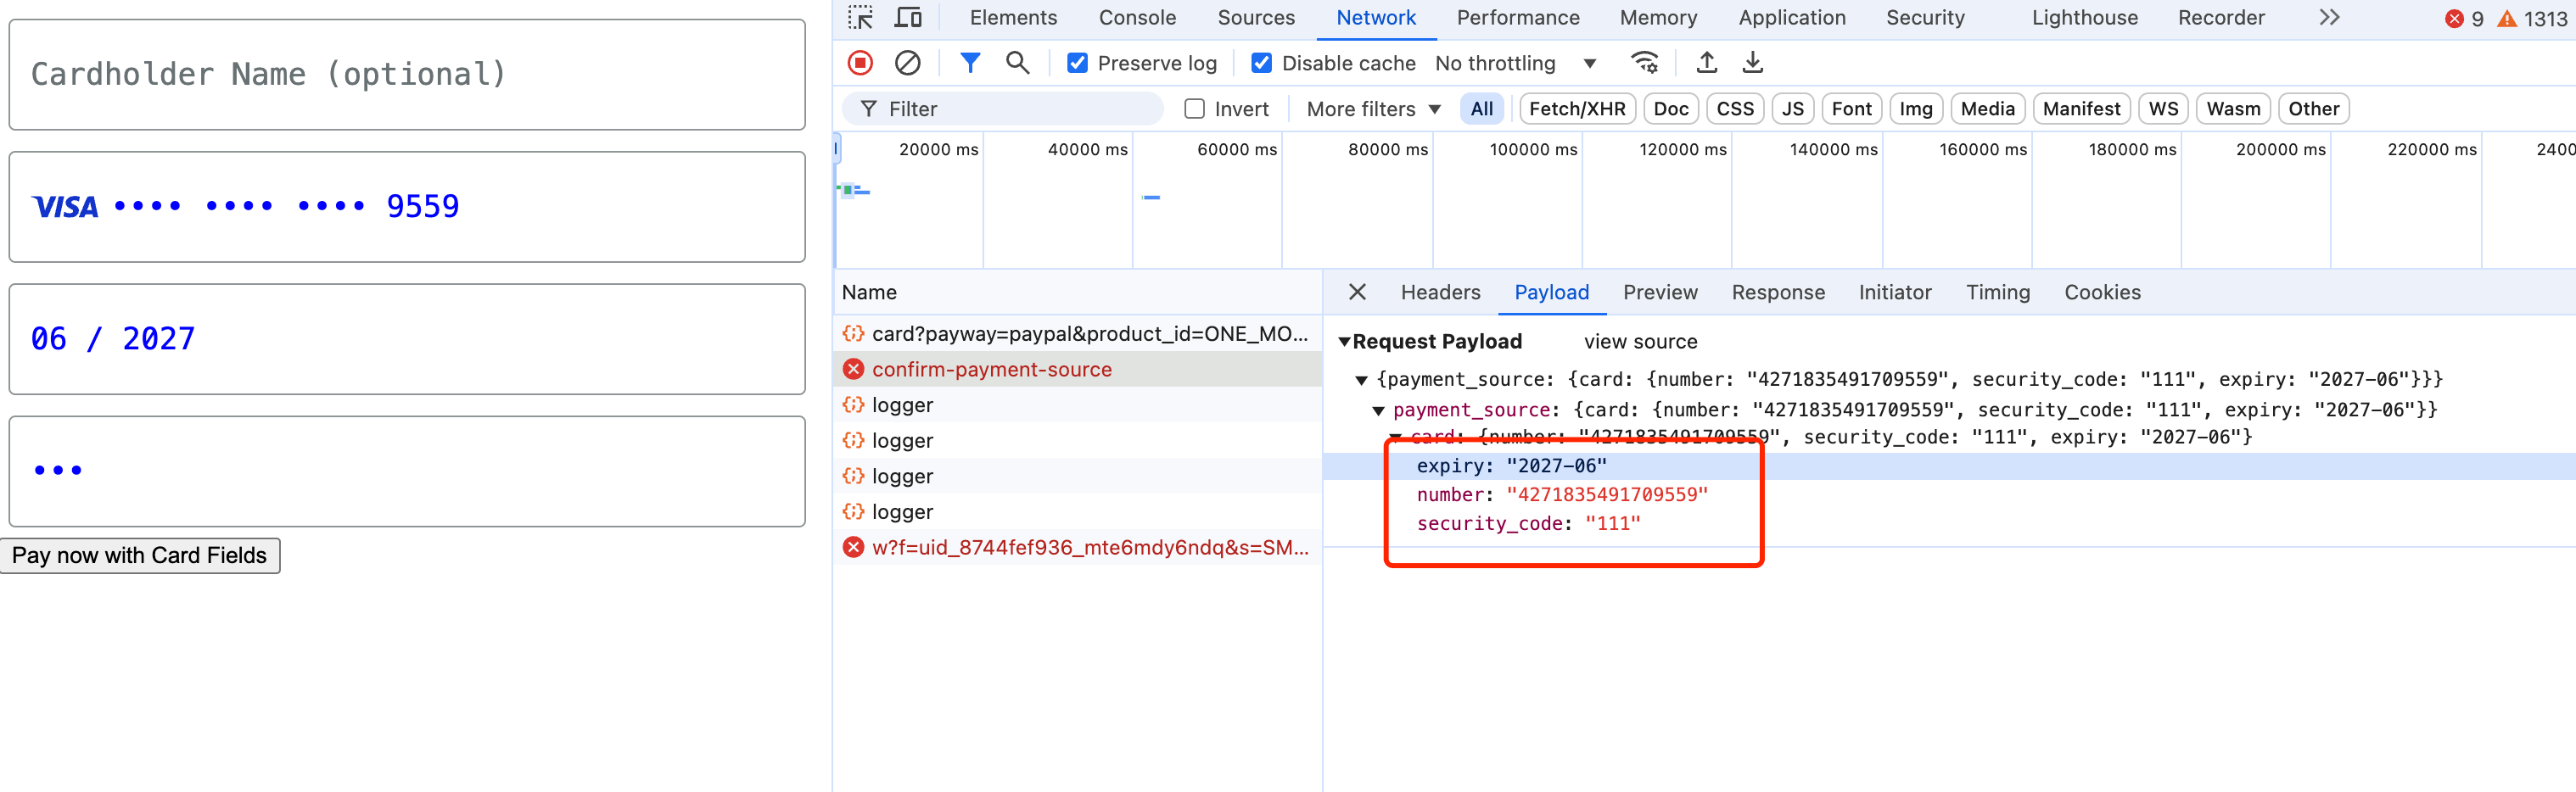 Cardholder Name (optional)
VISA •••• •••• •••• 9559
06 / 2027
•••
Pay now with Card Fields
Elements Console Sources Network Performance Memory Application Security Lighthouse Recorder 9 1313
Preserve log Disable cache No throttling
Filter Invert More filters All Fetch/XHR Doc CSS JS Font Img Media Manifest WS Wasm Other
20000 ms 40000 ms 60000 ms 80000 ms 100000 ms 120000 ms 140000 ms 160000 ms 180000 ms 200000 ms 220000 ms 2400
Name
card?payway=paypal&product_id=ONE_MO...
confirm-payment-source
logger
logger
logger
logger
w?f=uid_8744fef936_mte6mdy6ndq&s=SM...
Headers Payload Preview Response Initiator Timing Cookies
Request Payload view source
{payment_source: {card: {number: "4271835491709559", security_code: "111", expiry: "2027-06"}}}
payment_source: {card: {number: "4271835491709559", security_code: "111", expiry: "2027-06"}}
card: {number: "4271835491709559", security_code: "111", expiry: "2027-06"}
expiry: "2027-06"
number: "4271835491709559"
security_code: "111"